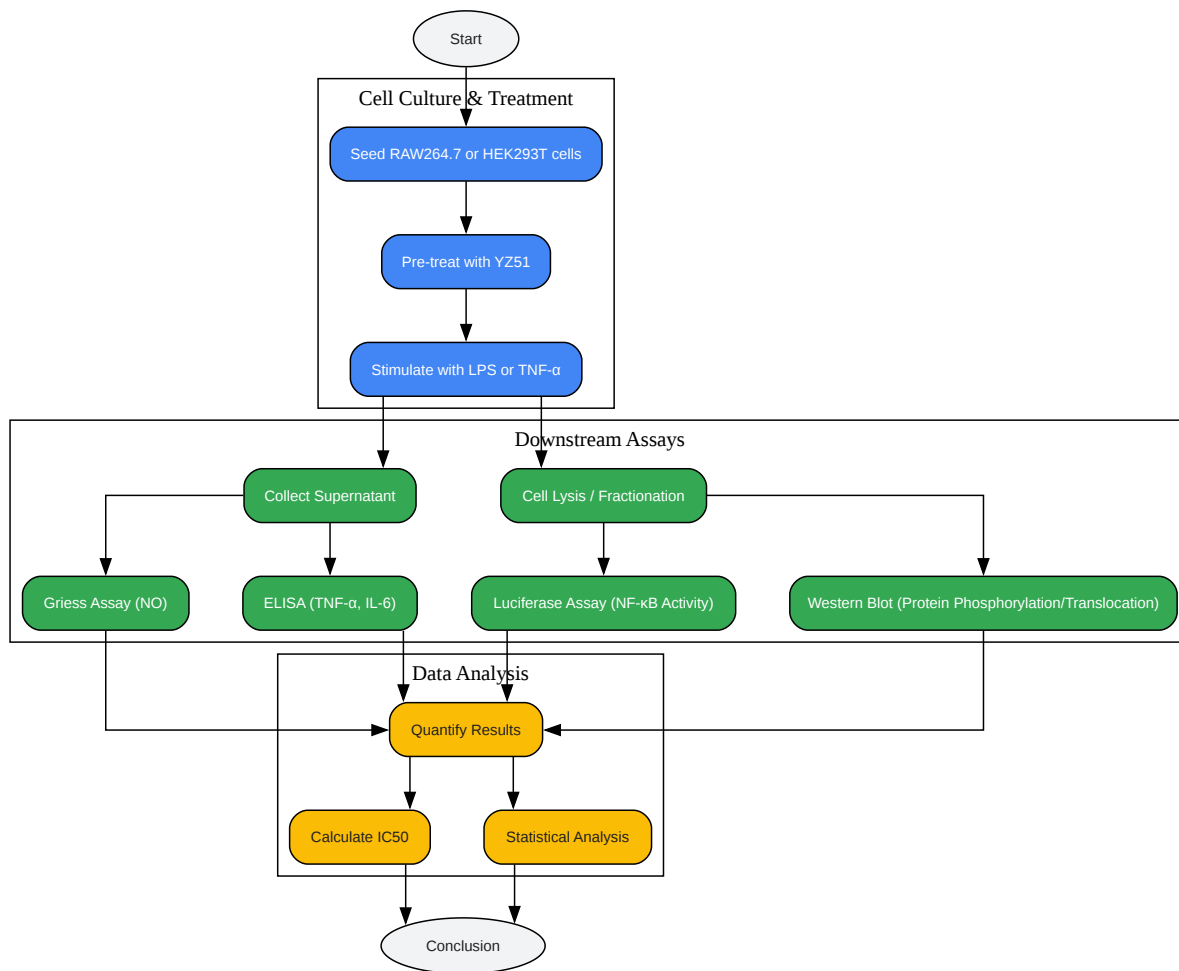 Start
Cell Culture & Treatment
Seed RAW264.7 or HEK293T cells
Pre-treat with YZ51
Stimulate with LPS or TNF-α
Downstream Assays
Collect Supernatant
Cell Lysis / Fractionation
Griess Assay (NO)
ELISA (TNF-α, IL-6)
Luciferase Assay (NF-κB Activity)
Western Blot (Protein Phosphorylation/Translocation)
Data Analysis
Quantify Results
Calculate IC50
Statistical Analysis
Conclusion